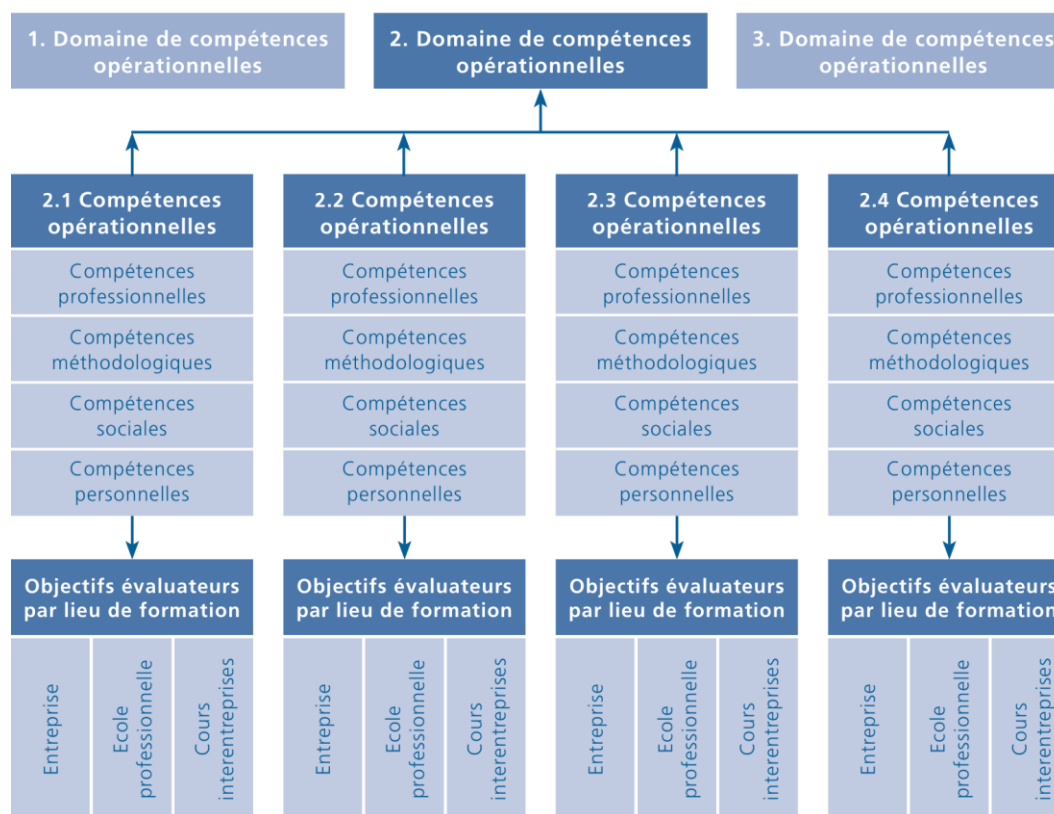 1. Domaine de compétences
opérationnelles
2. Domaine de compétences
opérationnelles
3. Domaine de compétences
opérationnelles
2.1 Compétences
opérationnelles
Compétences
professionnelles
Compétences
méthodologiques
Compétences
sociales
Compétences
personnelles
Objectifs évaluateurs
par lieu de formation
Entreprise
Ecole
professionnelle
Cours
interentreprises
2.2 Compétences
opérationnelles
Compétences
professionnelles
Compétences
méthodologiques
Compétences
sociales
Compétences
personnelles
Objectifs évaluateurs
par lieu de formation
Entreprise
Ecole
professionnelle
Cours
interentreprises
2.3 Compétences
opérationnelles
Compétences
professionnelles
Compétences
méthodologiques
Compétences
sociales
Compétences
personnelles
Objectifs évaluateurs
par lieu de formation
Entreprise
Ecole
professionnelle
Cours
interentreprises
2.4 Compétences
opérationnelles
Compétences
professionnelles
Compétences
méthodologiques
Compétences
sociales
Compétences
personnelles
Objectifs évaluateurs
par lieu de formation
Entreprise
Ecole
professionnelle
Cours
interentreprises